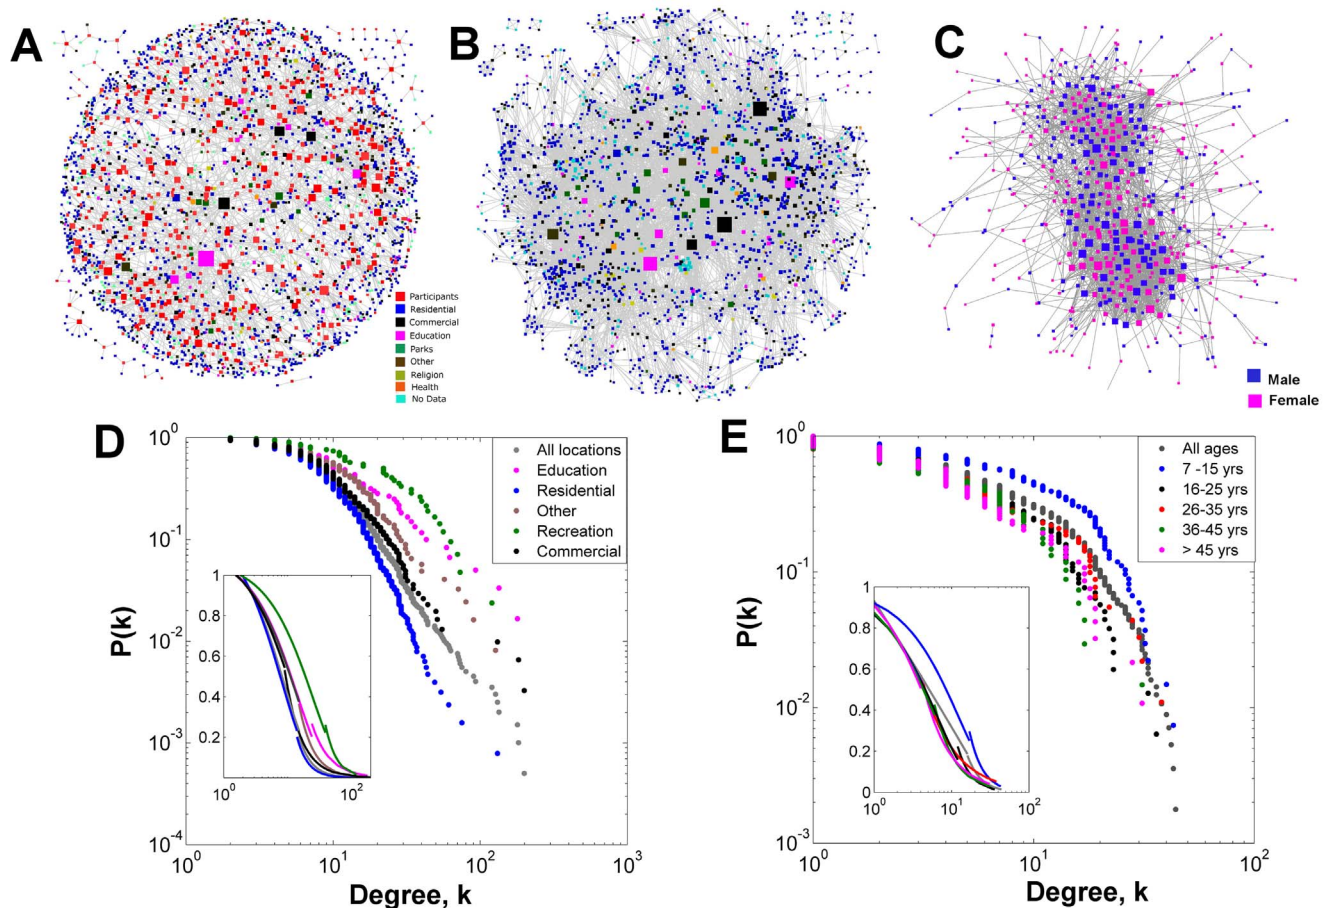 A
B
C
Participants
Residential
Commercial
Education
Parks
Other
Religion
Health
No Data
Male
Female
D
10^0
10^-1
10^-2
10^-3
10^-4
P(k)
10^0
10^1
10^2
10^3
Degree, k
All locations
Education
Residential
Other
Recreation
Commercial
1
0.8
0.6
0.4
0.2
10^0
10^2
E
10^0
10^-1
10^-2
10^-3
P(k)
10^0
10^1
10^2
Degree, k
All ages
7 -15 yrs
16-25 yrs
26-35 yrs
36-45 yrs
> 45 yrs
1
0.8
0.6
0.4
0.2
0
10^0
10^1
10^2